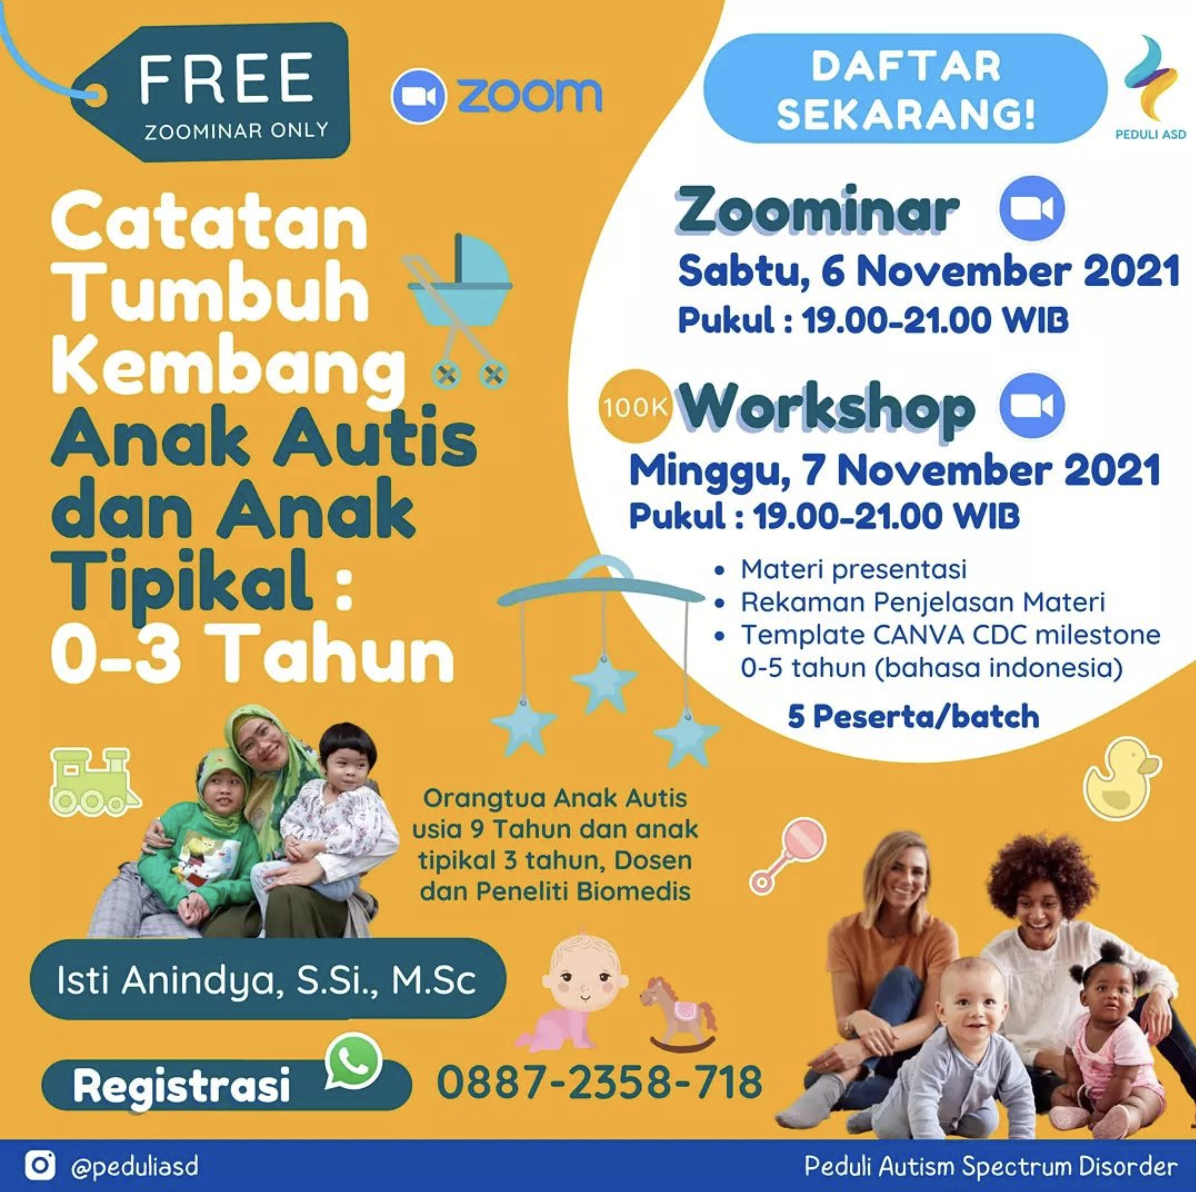 FREE
ZOOMINAR ONLY
zoom
DAFTAR
SEKARANG!
PEDULI ASD
Catatan
Tumbuh
Kembang
Anak Autis
dan Anak
Tipikal :
0-3 Tahun
Zoominar
Sabtu, 6 November 2021
Pukul : 19.00-21.00 WIB
100K
Workshop
Minggu, 7 November 2021
Pukul : 19.00-21.00 WIB
• Materi presentasi
• Rekaman Penjelasan Materi
• Template CANVA CDC milestone
0-5 tahun (bahasa indonesia)
5 Peserta/batch
Orangtua Anak Autis
usia 9 Tahun dan anak
tipikal 3 tahun, Dosen
dan Peneliti Biomedis
Isti Anindya, S.Si., M.Sc
Registrasi
0887-2358-718
@peduliasd
Peduli Autism Spectrum Disorder